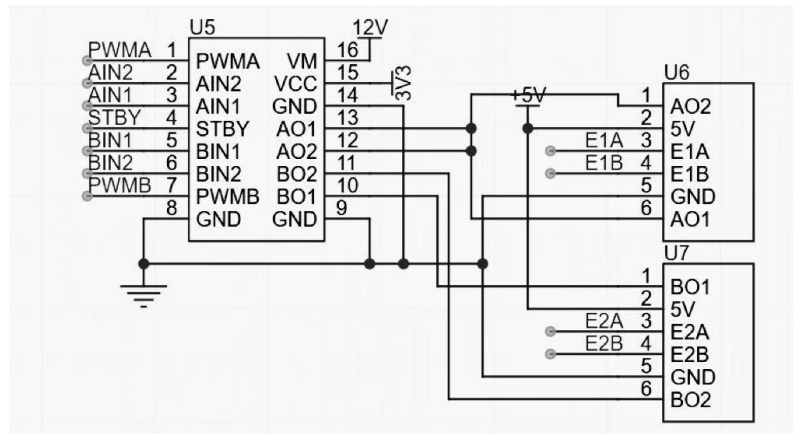 U5
12V
PWMA 1 PWMA VM 16
AIN2 2 AIN2 VCC 15 3V3
AIN1 3 AIN1 GND 14
STBY 4 STBY AO1 13
BIN1 5 BIN1 AO2 12
BIN2 6 BIN2 BO2 11
PWMB 7 PWMB BO1 10
8 GND GND 9
+5V
U6
1 AO2
2 5V
E1A 3 E1A
E1B 4 E1B
5 GND
6 AO1
U7
1 BO1
2 5V
E2A 3 E2A
E2B 4 E2B
5 GND
6 BO2